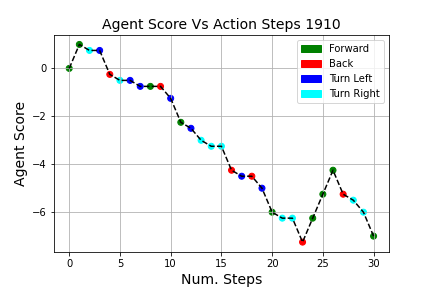 Agent Score Vs Action Steps 1910
Forward
Back
Turn Left
Turn Right
Agent Score
0
−2
−4
−6
0 5 10 15 20 25 30
Num. Steps